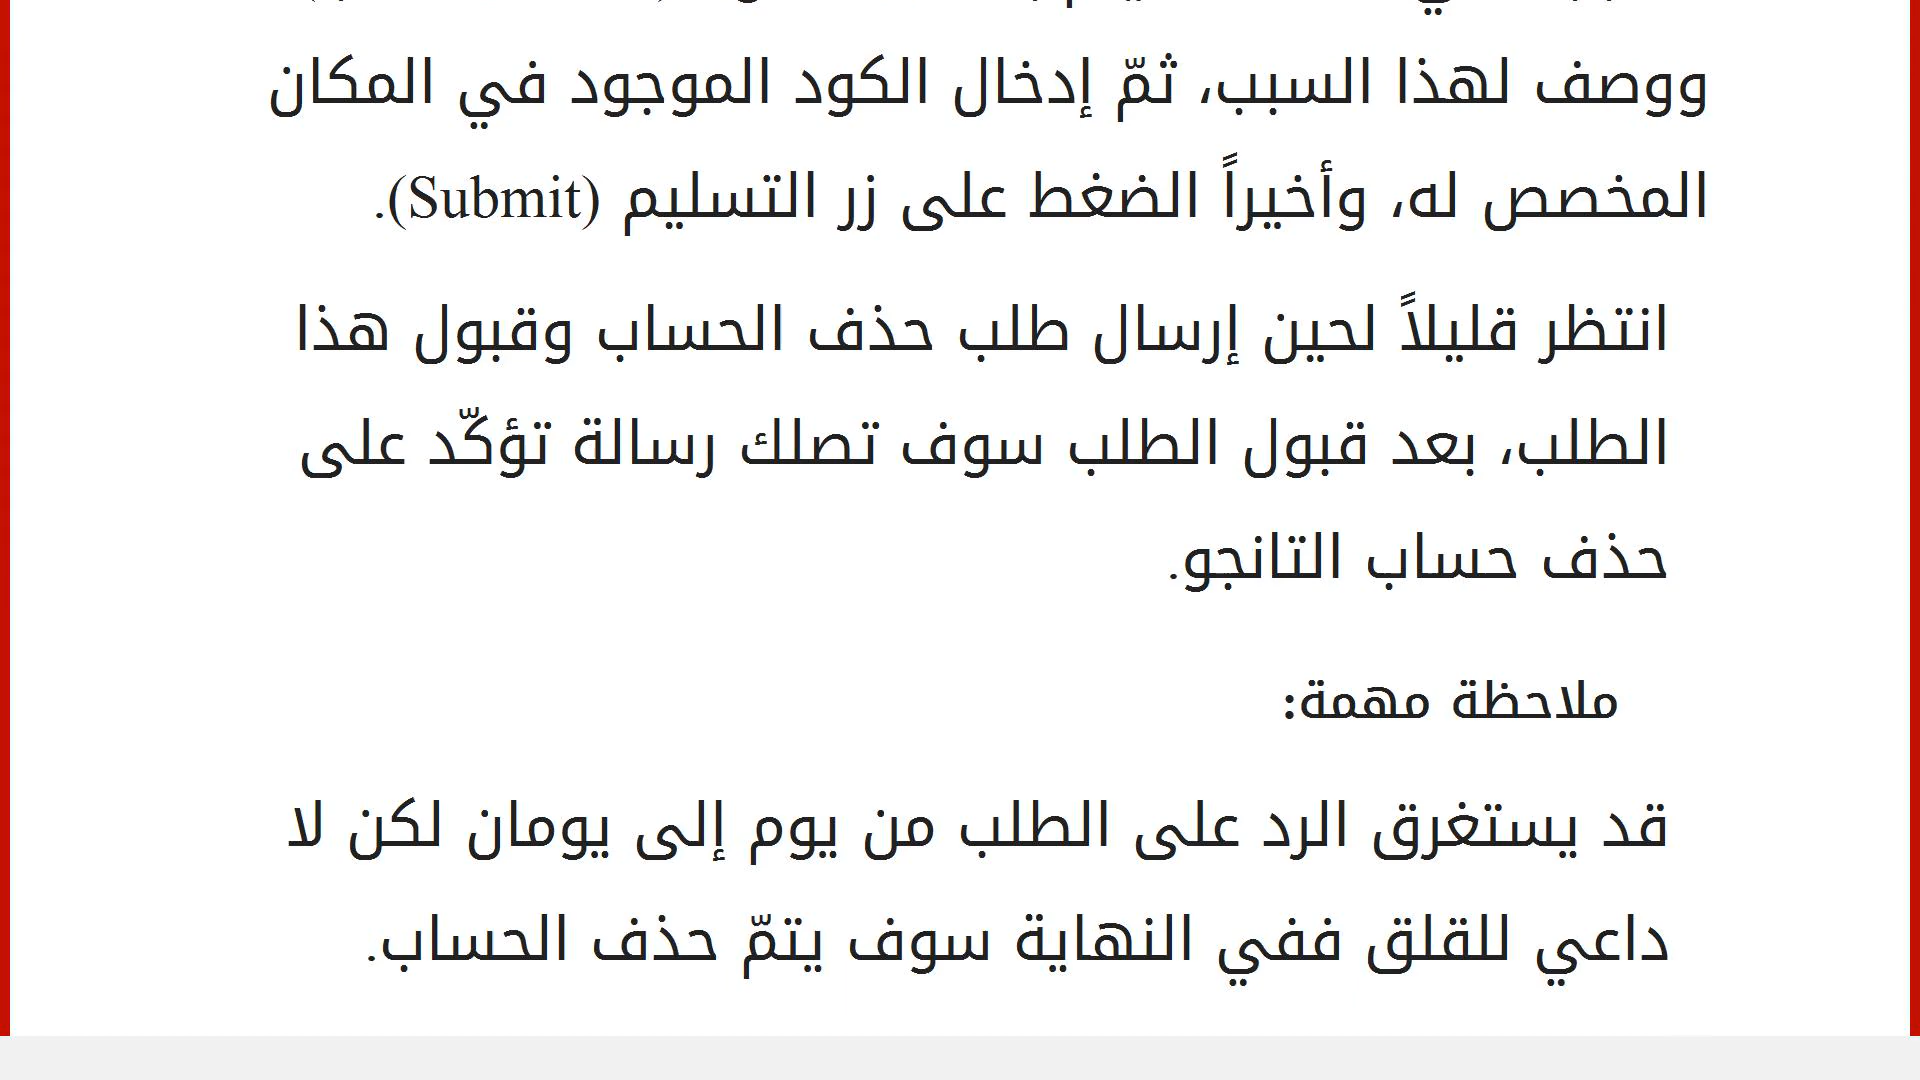 ووصف لهذا السبب، ثمّ إدخال الكود الموجود في المكان
المخصص له، وأخيراً الضغط على زر التسليم (Submit).
انتظر قليلاً لحين إرسال طلب حذف الحساب وقبول هذا
الطلب، بعد قبول الطلب سوف تصلك رسالة تؤكّد على
حذف حساب التانجو.
ملاحظة مهمة:
قد يستغرق الرد على الطلب من يوم إلى يومان لكن لا
داعي للقلق ففي النهاية سوف يتمّ حذف الحساب.